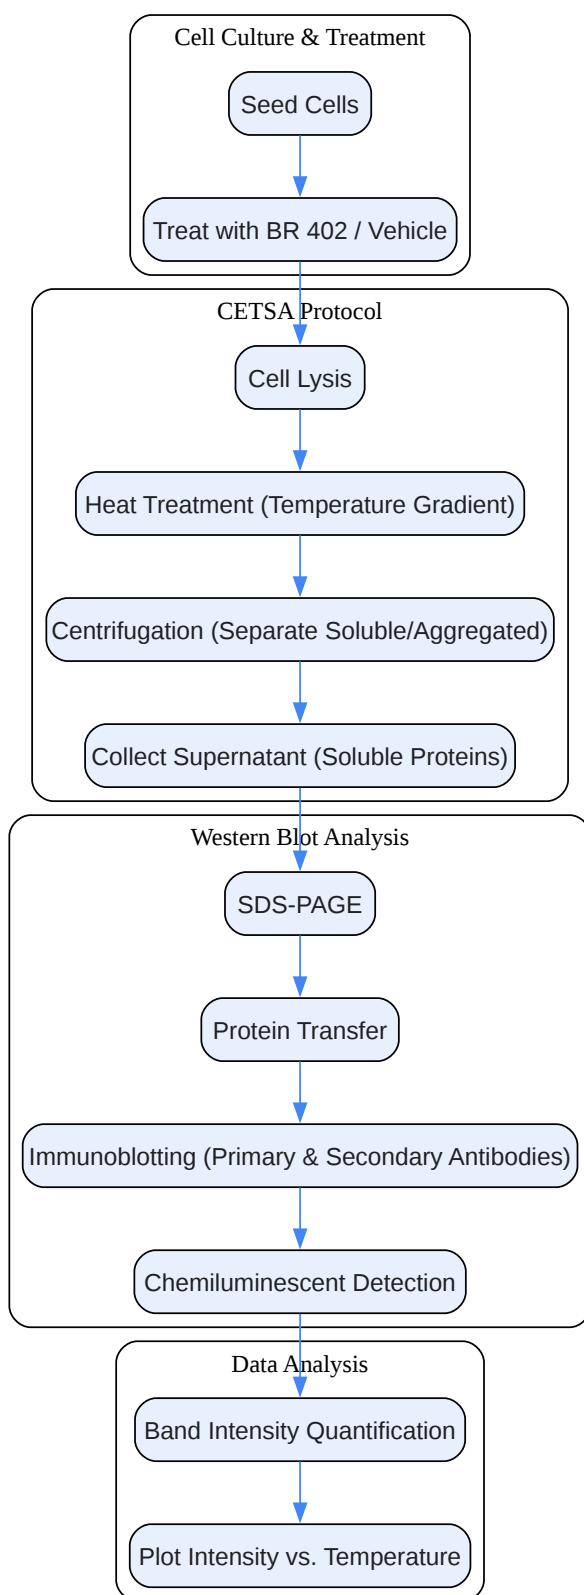 Cell Culture & Treatment
Seed Cells
Treat with BR 402 / Vehicle
CETSA Protocol
Cell Lysis
Heat Treatment (Temperature Gradient)
Centrifugation (Separate Soluble/Aggregated)
Collect Supernatant (Soluble Proteins)
Western Blot Analysis
SDS-PAGE
Protein Transfer
Immunoblotting (Primary & Secondary Antibodies)
Chemiluminescent Detection
Data Analysis
Band Intensity Quantification
Plot Intensity vs. Temperature